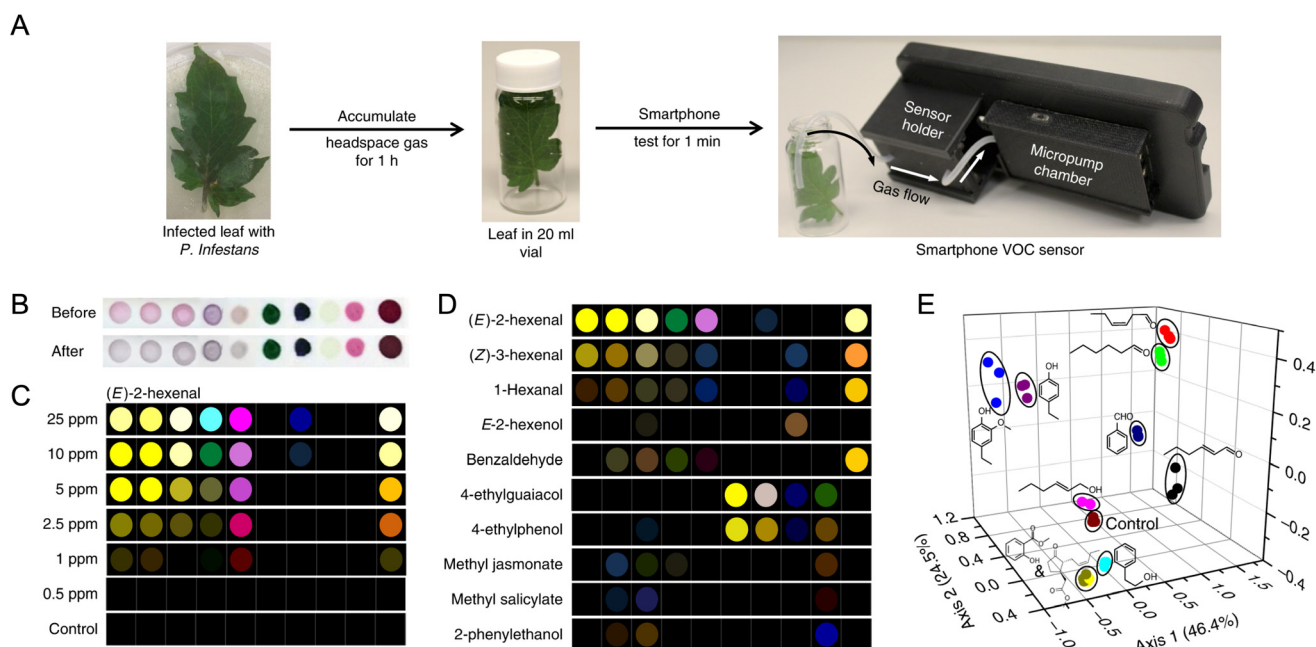 A
Accumulate
headspace gas
for 1 h
Smartphone
test for 1 min
Sensor
holder
Micropump
chamber
Gas flow
Infected leaf with
P. Infestans
Leaf in 20 ml
vial
Smartphone VOC sensor
B
Before
After
C
(E)-2-hexenal
25 ppm
10 ppm
5 ppm
2.5 ppm
1 ppm
0.5 ppm
Control
D
(E)-2-hexenal
(Z)-3-hexenal
1-Hexanal
E-2-hexenol
Benzaldehyde
4-ethylguaiacol
4-ethylphenol
Methyl jasmonate
Methyl salicylate
2-phenylethanol
E
O
O
OH
OH
O
CHO
O
OH
Control
O
O
O
OH
&
O
O
OH
0.4
0.2
0.0
-0.2
-0.4
1.2
0.8
0.4
0.0
0.4
Axis 2 (24.5%)
-1.0
-0.5
0.0
0.5
1.0
1.5
Axis 1 (46.4%)